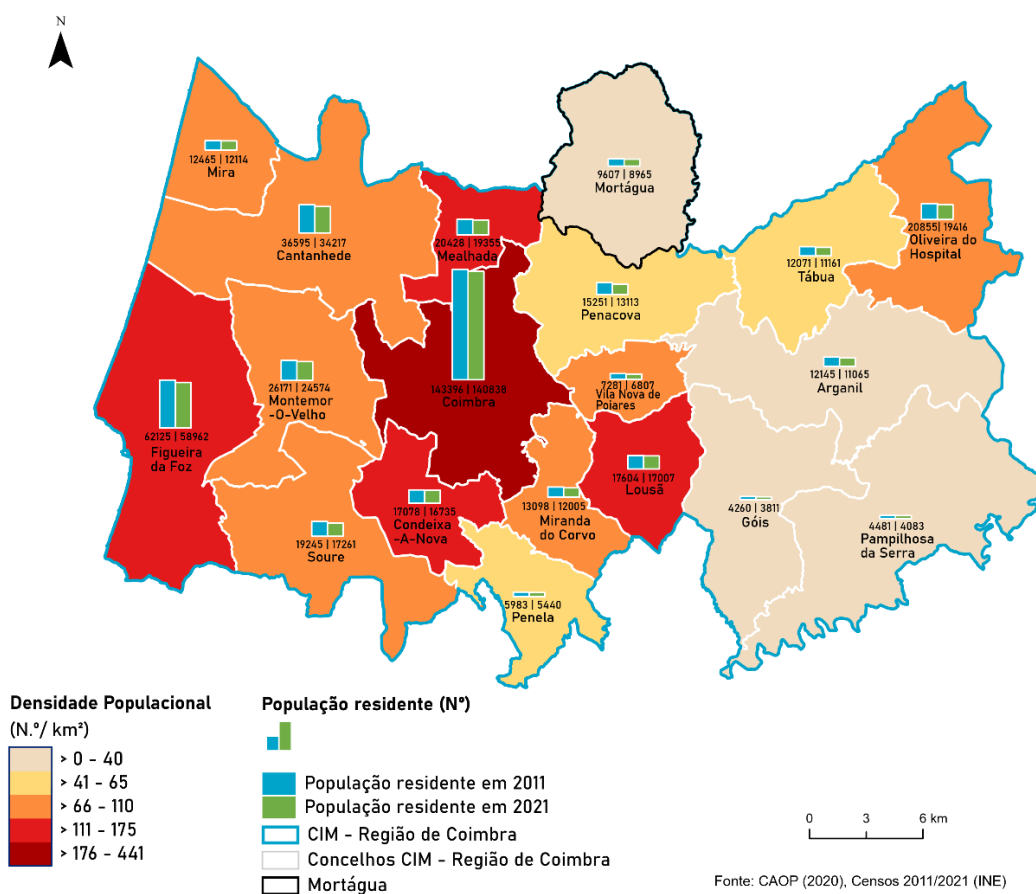 N
12465 | 12114
Mira
36595 | 34217
Cantanhede
20428 | 19355
Mealhada
9607 | 8965
Mortágua
20855| 19416
Oliveira do
Hospital
12071 | 11161
Tábua
15251 | 13113
Penacova
143396 | 140838
Coimbra
26171 | 24574
Montemor
-O-Velho
62125 | 58962
Figueira
da Foz
7281 | 6807
Vila Nova de
Poiares
12145 | 11065
Arganil
17604 | 17007
Lousã
17078 | 16735
Condeixa
-A-Nova
13098 | 12005
Miranda
do Corvo
19245 | 17261
Soure
4260 | 3811
Góis
4481 | 4083
Pampilhosa
da Serra
5983 | 5440
Penela
Densidade Populacional
(N.º/ km²)
> 0 - 40
> 41 - 65
> 66 - 110
> 111 - 175
> 176 - 441
População residente (Nº)
População residente em 2011
População residente em 2021
CIM - Região de Coimbra
Concelhos CIM - Região de Coimbra
Mortágua
0 3 6 km
Fonte: CAOP (2020), Censos 2011/2021 (INE)